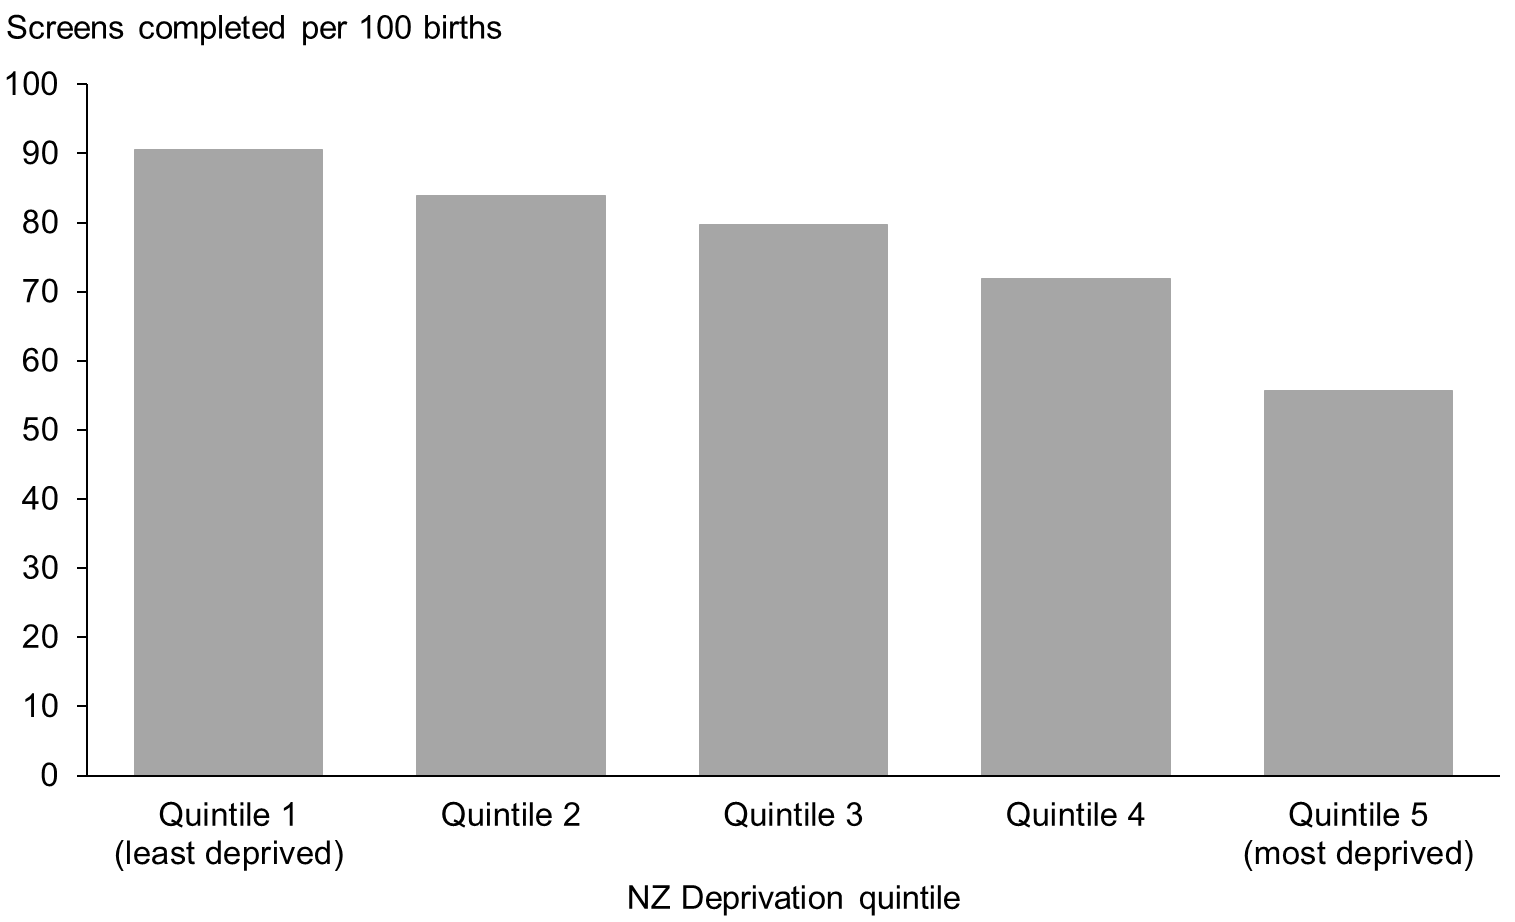 Screens completed per 100 births
100
90
80
70
60
50
40
30
20
10
0
Quintile 1
(least deprived)
Quintile 2
Quintile 3
Quintile 4
Quintile 5
(most deprived)
NZ Deprivation quintile